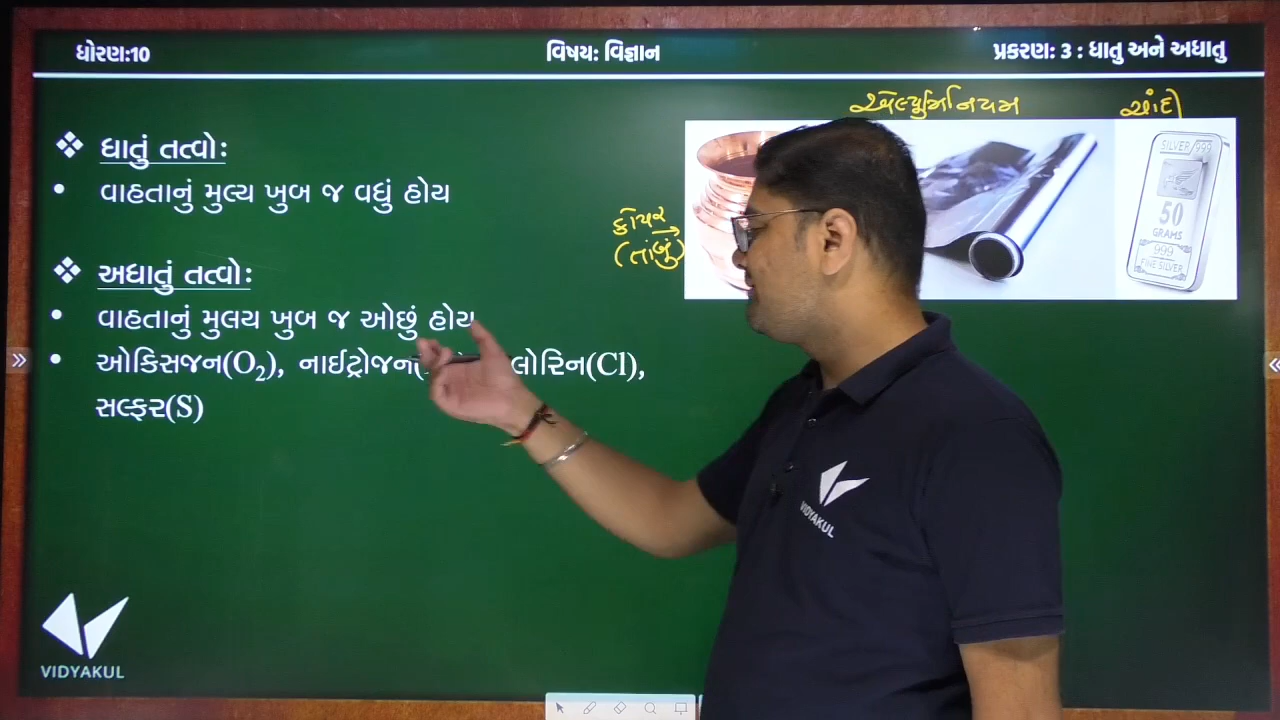 ધોરણ:10
વિષય: વિજ્ઞાન
પ્રકરણ: 3 : ધાતુ અને અધાતુ
એલ્યુમિનિયમ
ચાંદી
❖ ધાતું તત્વો:
• વાહતાનું મુલ્ય ખુબ જ વધું હોય
કોપર
(તાંબું)
SILVER 999
50
GRAMS
999
FINE SILVER
❖ અધાતું તત્વો:
• વાહતાનું મુલય ખુબ જ ઓછું હોય
• ઓકિસજન(O₂), નાઈટ્રોજન( લોરિન(Cl),
સલ્ફર(S)
VIDYAKUL
VIDYAKUL